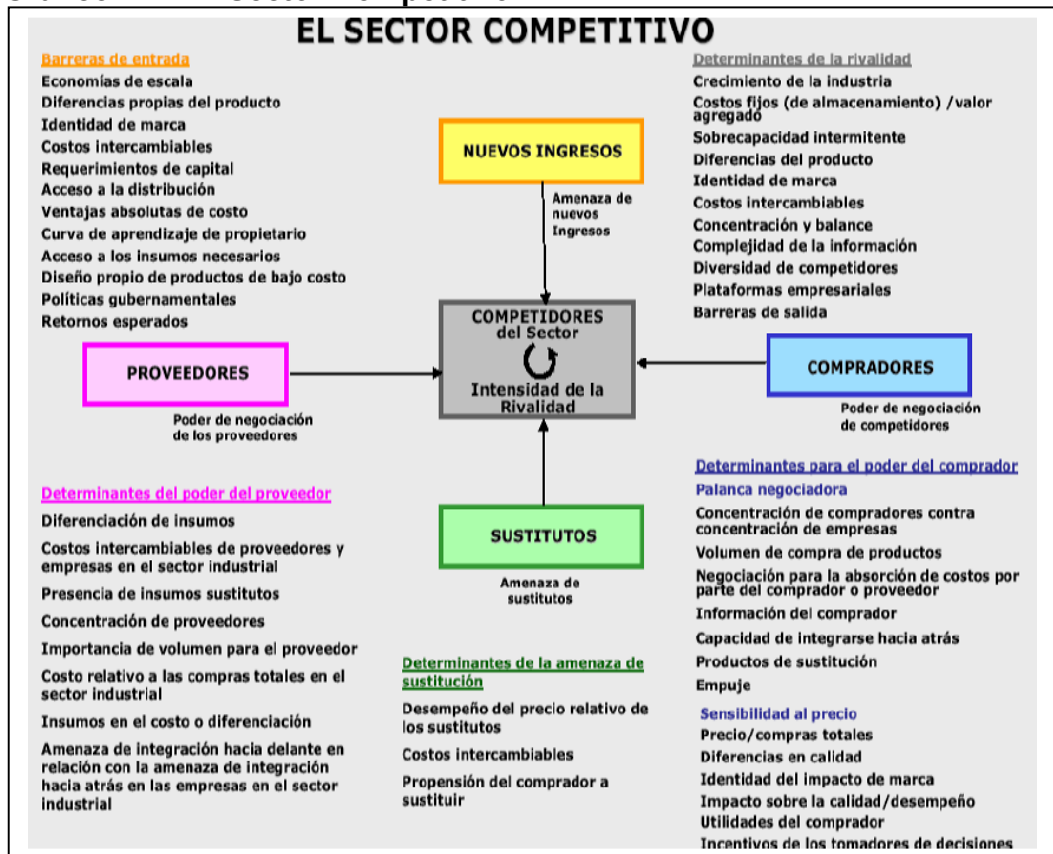 EL SECTOR COMPETITIVO
Barreras de entrada
Economías de escala
Diferencias propias del producto
Identidad de marca
Costos intercambiables
Requerimientos de capital
Acceso a la distribución
Ventajas absolutas de costo
Curva de aprendizaje de propietario
Acceso a los insumos necesarios
Diseño propio de productos de bajo costo
Políticas gubernamentales
Retornos esperados
Determinantes de la rivalidad
Crecimiento de la industria
Costos fijos (de almacenamiento) /valor
agregado
Sobrecapacidad intermitente
Diferencias del producto
Identidad de marca
Costos intercambiables
Concentración y balance
Complejidad de la información
Diversidad de competidores
Plataformas empresariales
Barreras de salida
NUEVOS INGRESOS
Amenaza de
nuevos
Ingresos
COMPETIDORES
del Sector
Intensidad de la
Rivalidad
PROVEEDORES
Poder de negociación
de los proveedores
COMPRADORES
Poder de negociación
de competidores
SUSTITUTOS
Amenaza de
sustitutos
Determinantes del poder del proveedor
Diferenciación de insumos
Costos intercambiables de proveedores y
empresas en el sector industrial
Presencia de insumos sustitutos
Concentración de proveedores
Importancia de volumen para el proveedor
Costo relativo a las compras totales en el
sector industrial
Insumos en el costo o diferenciación
Amenaza de integración hacia delante en
relación con la amenaza de integración
hacia atrás en las empresas en el sector
industrial
Determinantes de la amenaza de
sustitución
Desempeño del precio relativo de
los sustitutos
Costos intercambiables
Propensión del comprador a
sustituir
Determinantes para el poder del comprador
Palanca negociadora
Concentración de compradores contra
concentración de empresas
Volumen de compra de productos
Negociación para la absorción de costos por
parte del comprador o proveedor
Información del comprador
Capacidad de integrarse hacia atrás
Productos de sustitución
Empuje
Sensibilidad al precio
Precio/compras totales
Diferencias en calidad
Identidad del impacto de marca
Impacto sobre la calidad/desempeño
Utilidades del comprador
Incentivos de los tomadores de decisiones